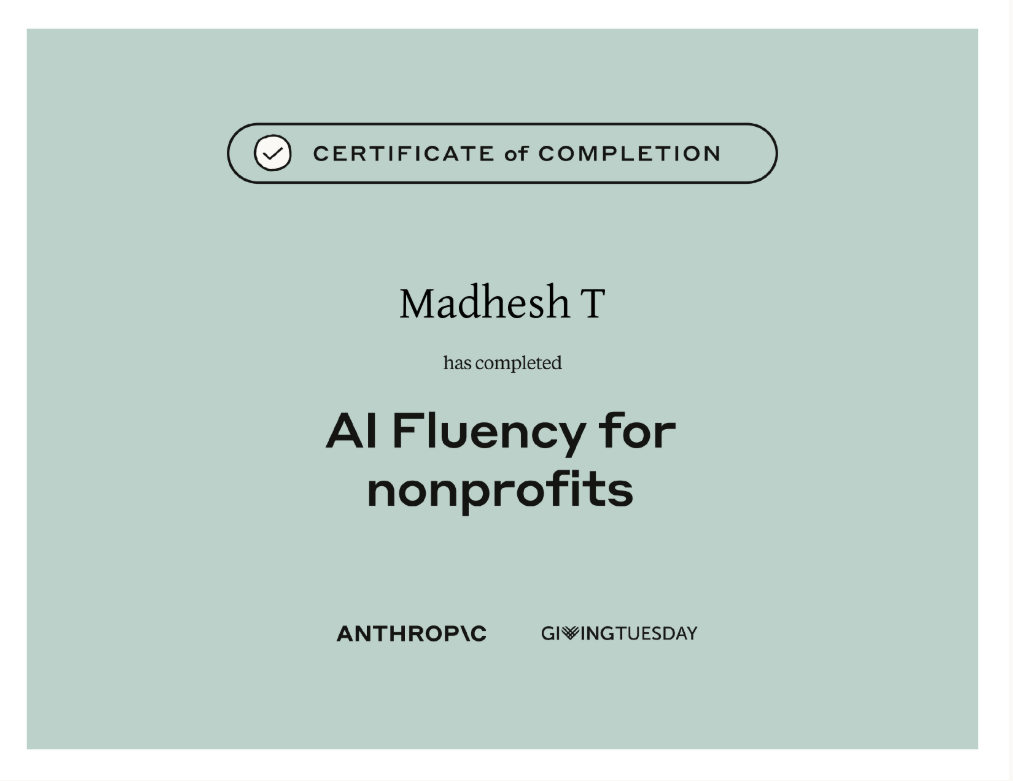 CERTIFICATE of COMPLETION
Madhesh T
has completed
AI Fluency for
nonprofits
ANTHROP\C GIVINGTUESDAY